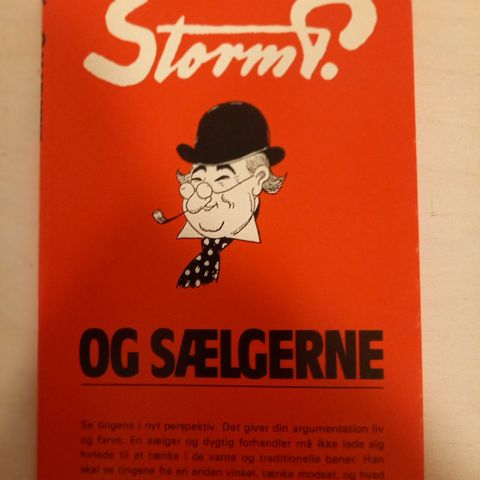 Storm P.
OG SÆLGERNE
Se tingene i nyt perspektiv. Det giver din argumentation liv
og farve. En sælger og dygtig forhandler må ikke lade sig
forlede til at tænke i de vante og traditionelle baner. Han
skal se tingene fra en anden vinkel, tænke modsat, og hvad